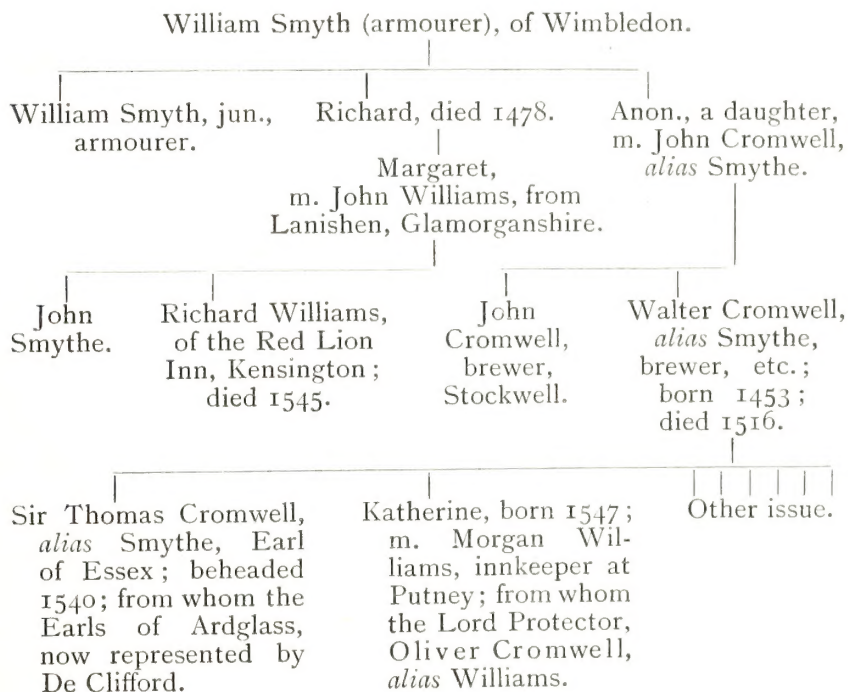 William Smyth (armourer), of Wimbledon.
William Smyth, jun.,
armourer.
Richard, died 1478.
Anon., a daughter,
m. John Cromwell,
alias Smythe.
Margaret,
m. John Williams, from
Lanishen, Glamorganshire.
John
Smythe.
Richard Williams,
of the Red Lion
Inn, Kensington;
died 1545.
John
Cromwell,
brewer,
Stockwell.
Walter Cromwell,
alias Smythe,
brewer, etc.;
born 1453;
died 1516.
Sir Thomas Cromwell,
alias Smythe, Earl
of Essex; beheaded
1540; from whom the
Earls of Ardglass,
now represented by
De Clifford.
Katherine, born 1547;
m. Morgan Wil-
liams, innkeeper at
Putney; from whom
the Lord Protector,
Oliver Cromwell,
alias Williams.
Other issue.